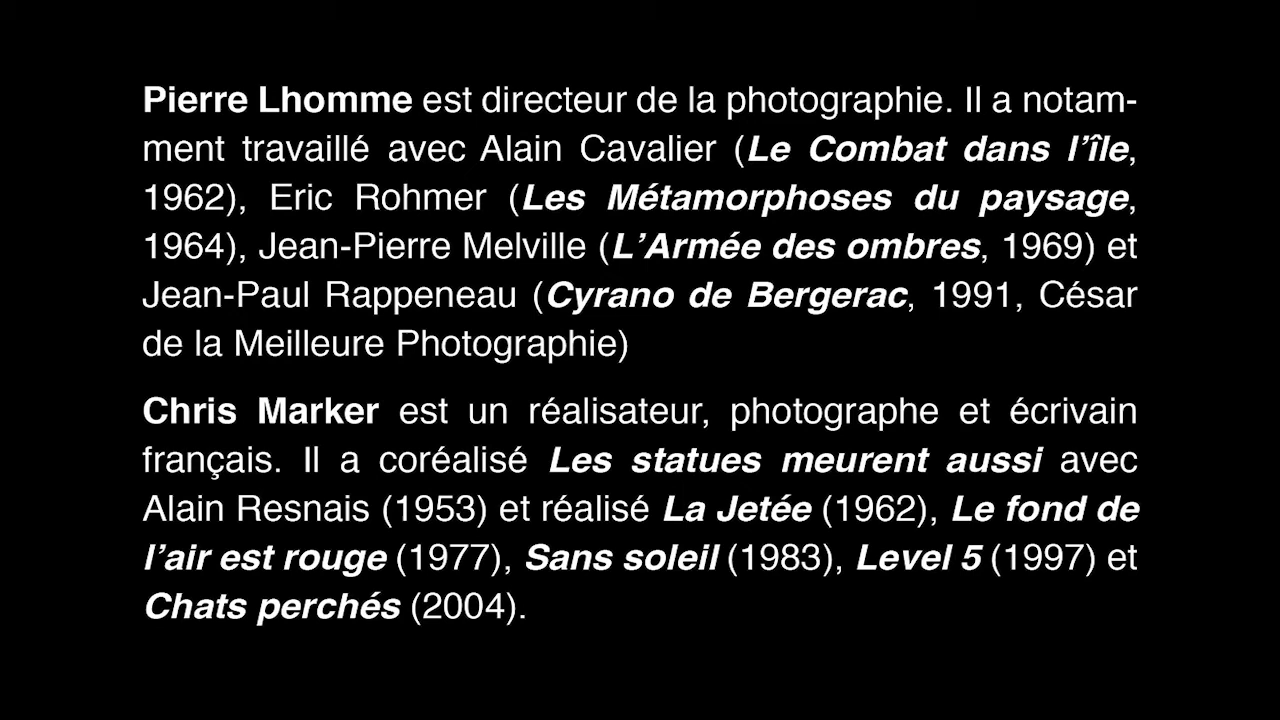 Pierre Lhomme est directeur de la photographie. Il a notam-
ment travaillé avec Alain Cavalier (Le Combat dans l’île,
1962), Eric Rohmer (Les Métamorphoses du paysage,
1964), Jean-Pierre Melville (L’Armée des ombres, 1969) et
Jean-Paul Rappeneau (Cyrano de Bergerac, 1991, César
de la Meilleure Photographie)
Chris Marker est un réalisateur, photographe et écrivain
français. Il a coréalisé Les statues meurent aussi avec
Alain Resnais (1953) et réalisé La Jetée (1962), Le fond de
l’air est rouge (1977), Sans soleil (1983), Level 5 (1997) et
Chats perchés (2004).